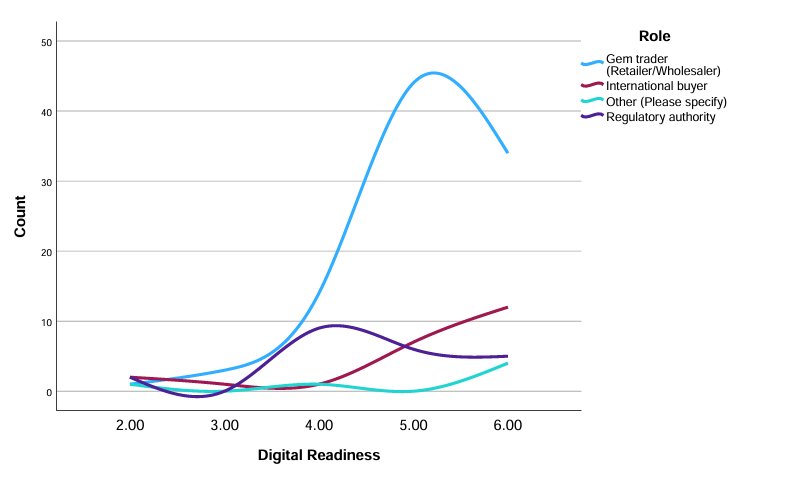 Role
Gem trader
(Retailer/Wholesaler)
International buyer
Other (Please specify)
Regulatory authority
Count
50
40
30
20
10
0
2.00 3.00 4.00 5.00 6.00
Digital Readiness